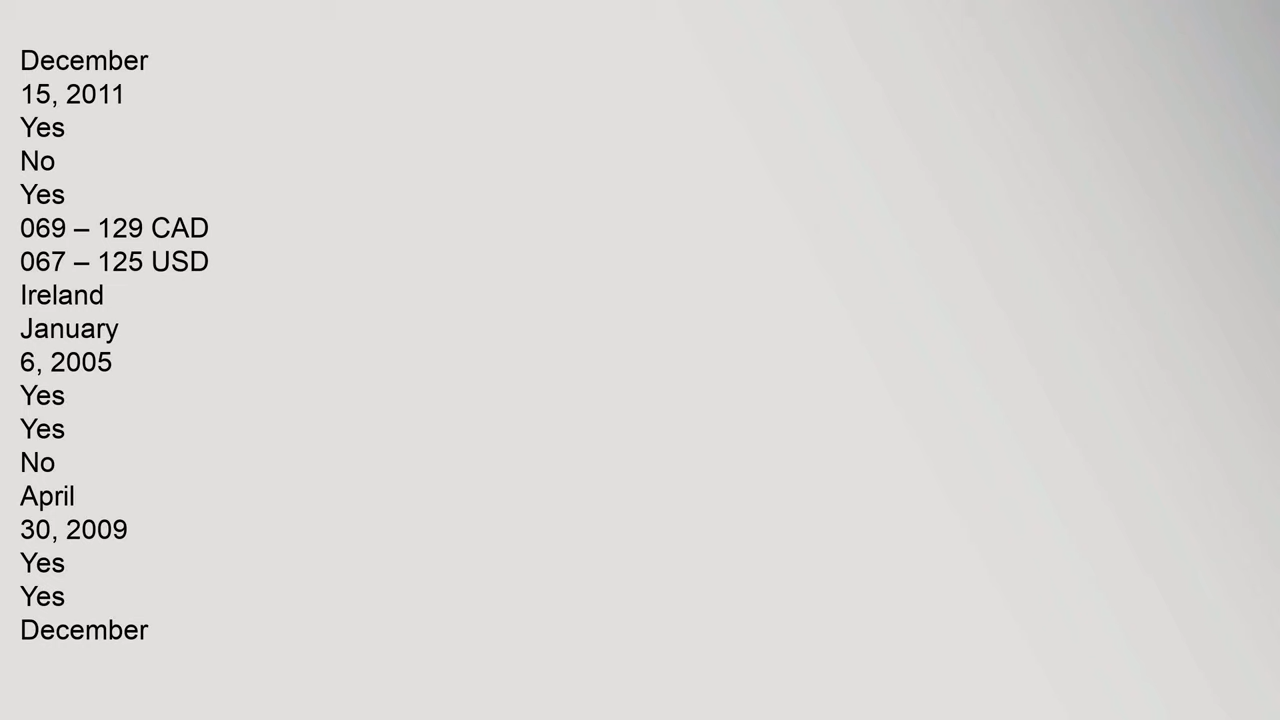 December
15, 2011
Yes
No
Yes
069 – 129 CAD
067 – 125 USD
Ireland
January
6, 2005
Yes
Yes
No
April
30, 2009
Yes
Yes
December